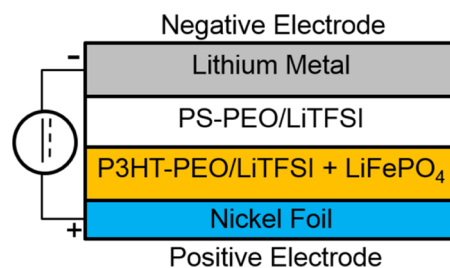 Negative Electrode
-
Lithium Metal
PS-PEO/LiTFSI
P3HT-PEO/LiTFSI + LiFePO₄
Nickel Foil
+
Positive Electrode